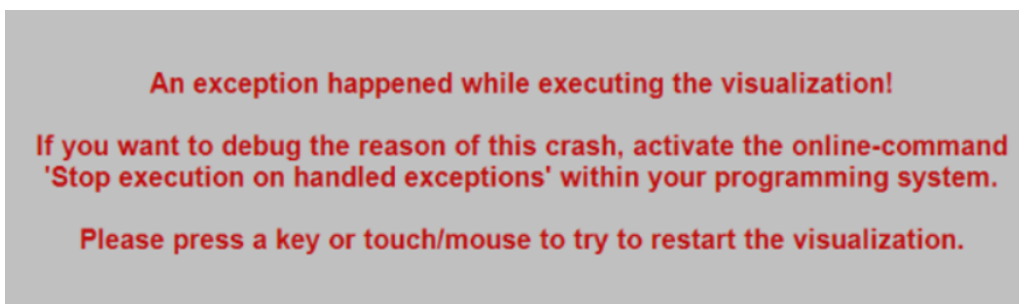 An exception happened while executing the visualization!
If you want to debug the reason of this crash, activate the online-command
'Stop execution on handled exceptions' within your programming system.
Please press a key or touch/mouse to try to restart the visualization.